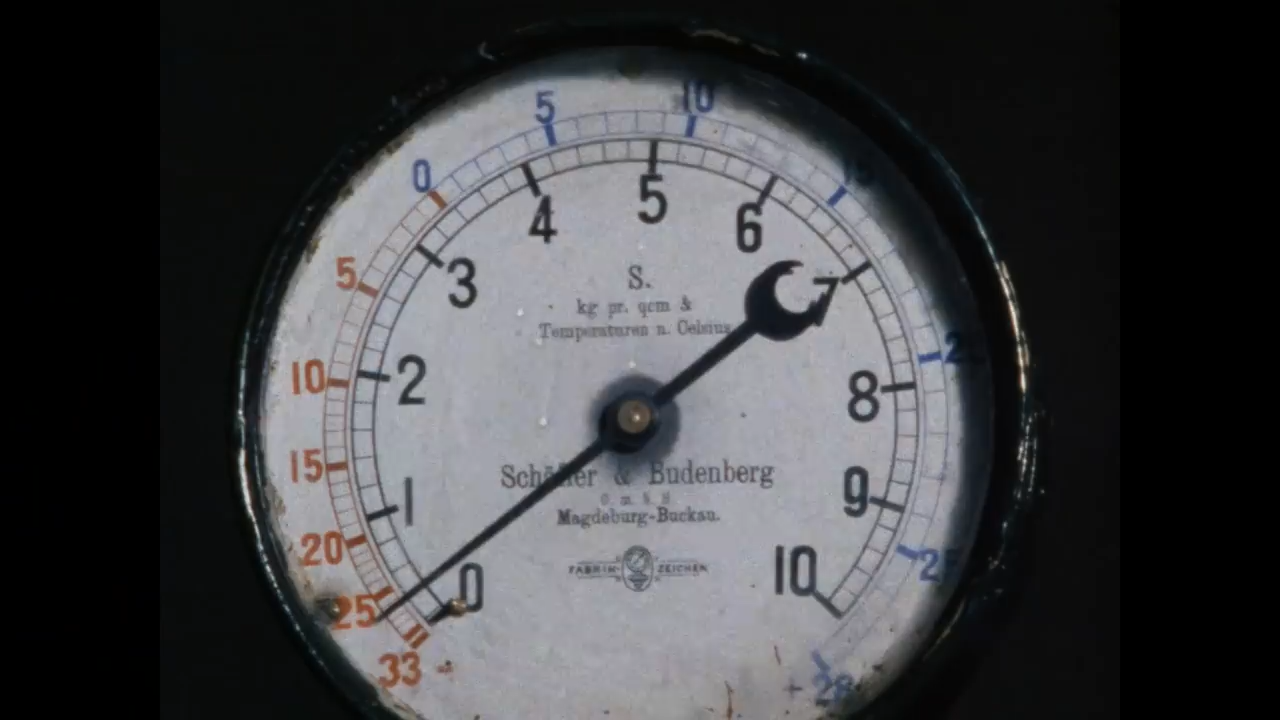 5 10
0
5
10
15
20
25
33
4 5 6
3 7
2 8
1 9
0 10
S.
kg pr. qcm &
Temperaturen n. Celsius
Schäffer & Budenberg
G. m. b. H.
Magdeburg-Buckau.
FABRIK- ZEICHEN